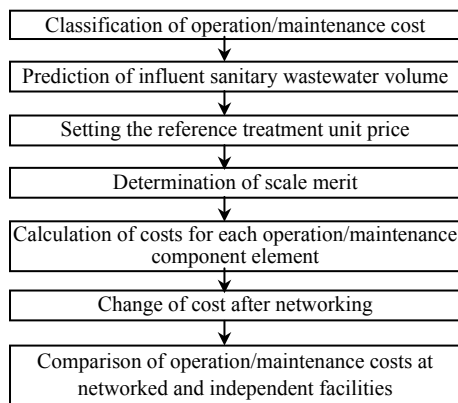 Classification of operation/maintenance cost
Prediction of influent sanitary wastewater volume
Setting the reference treatment unit price
Determination of scale merit
Calculation of costs for each operation/maintenance
component element
Change of cost after networking
Comparison of operation/maintenance costs at
networked and independent facilities